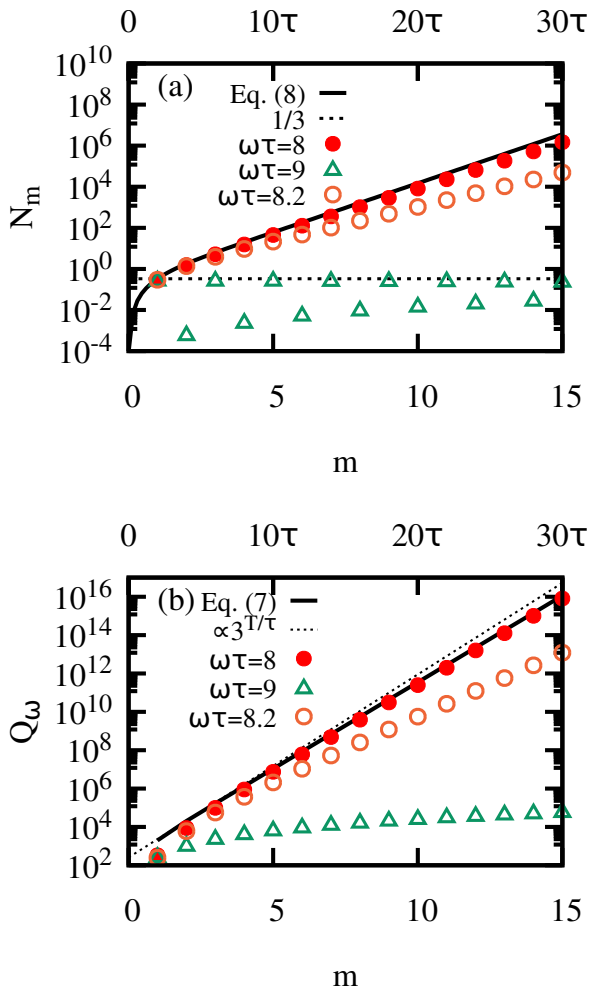 0 10τ 20τ 30τ
10^10
10^8
10^6
10^4
10^2
10^0
10^-2
10^-4
N_m
(a)
Eq. (8)
1/3
ωτ=8
ωτ=9
ωτ=8.2
0 5 10 15
m
0 10τ 20τ 30τ
10^16
10^14
10^12
10^10
10^8
10^6
10^4
10^2
Q_ω
(b) Eq. (7)
∝3^T/τ
ωτ=8
ωτ=9
ωτ=8.2
0 5 10 15
m